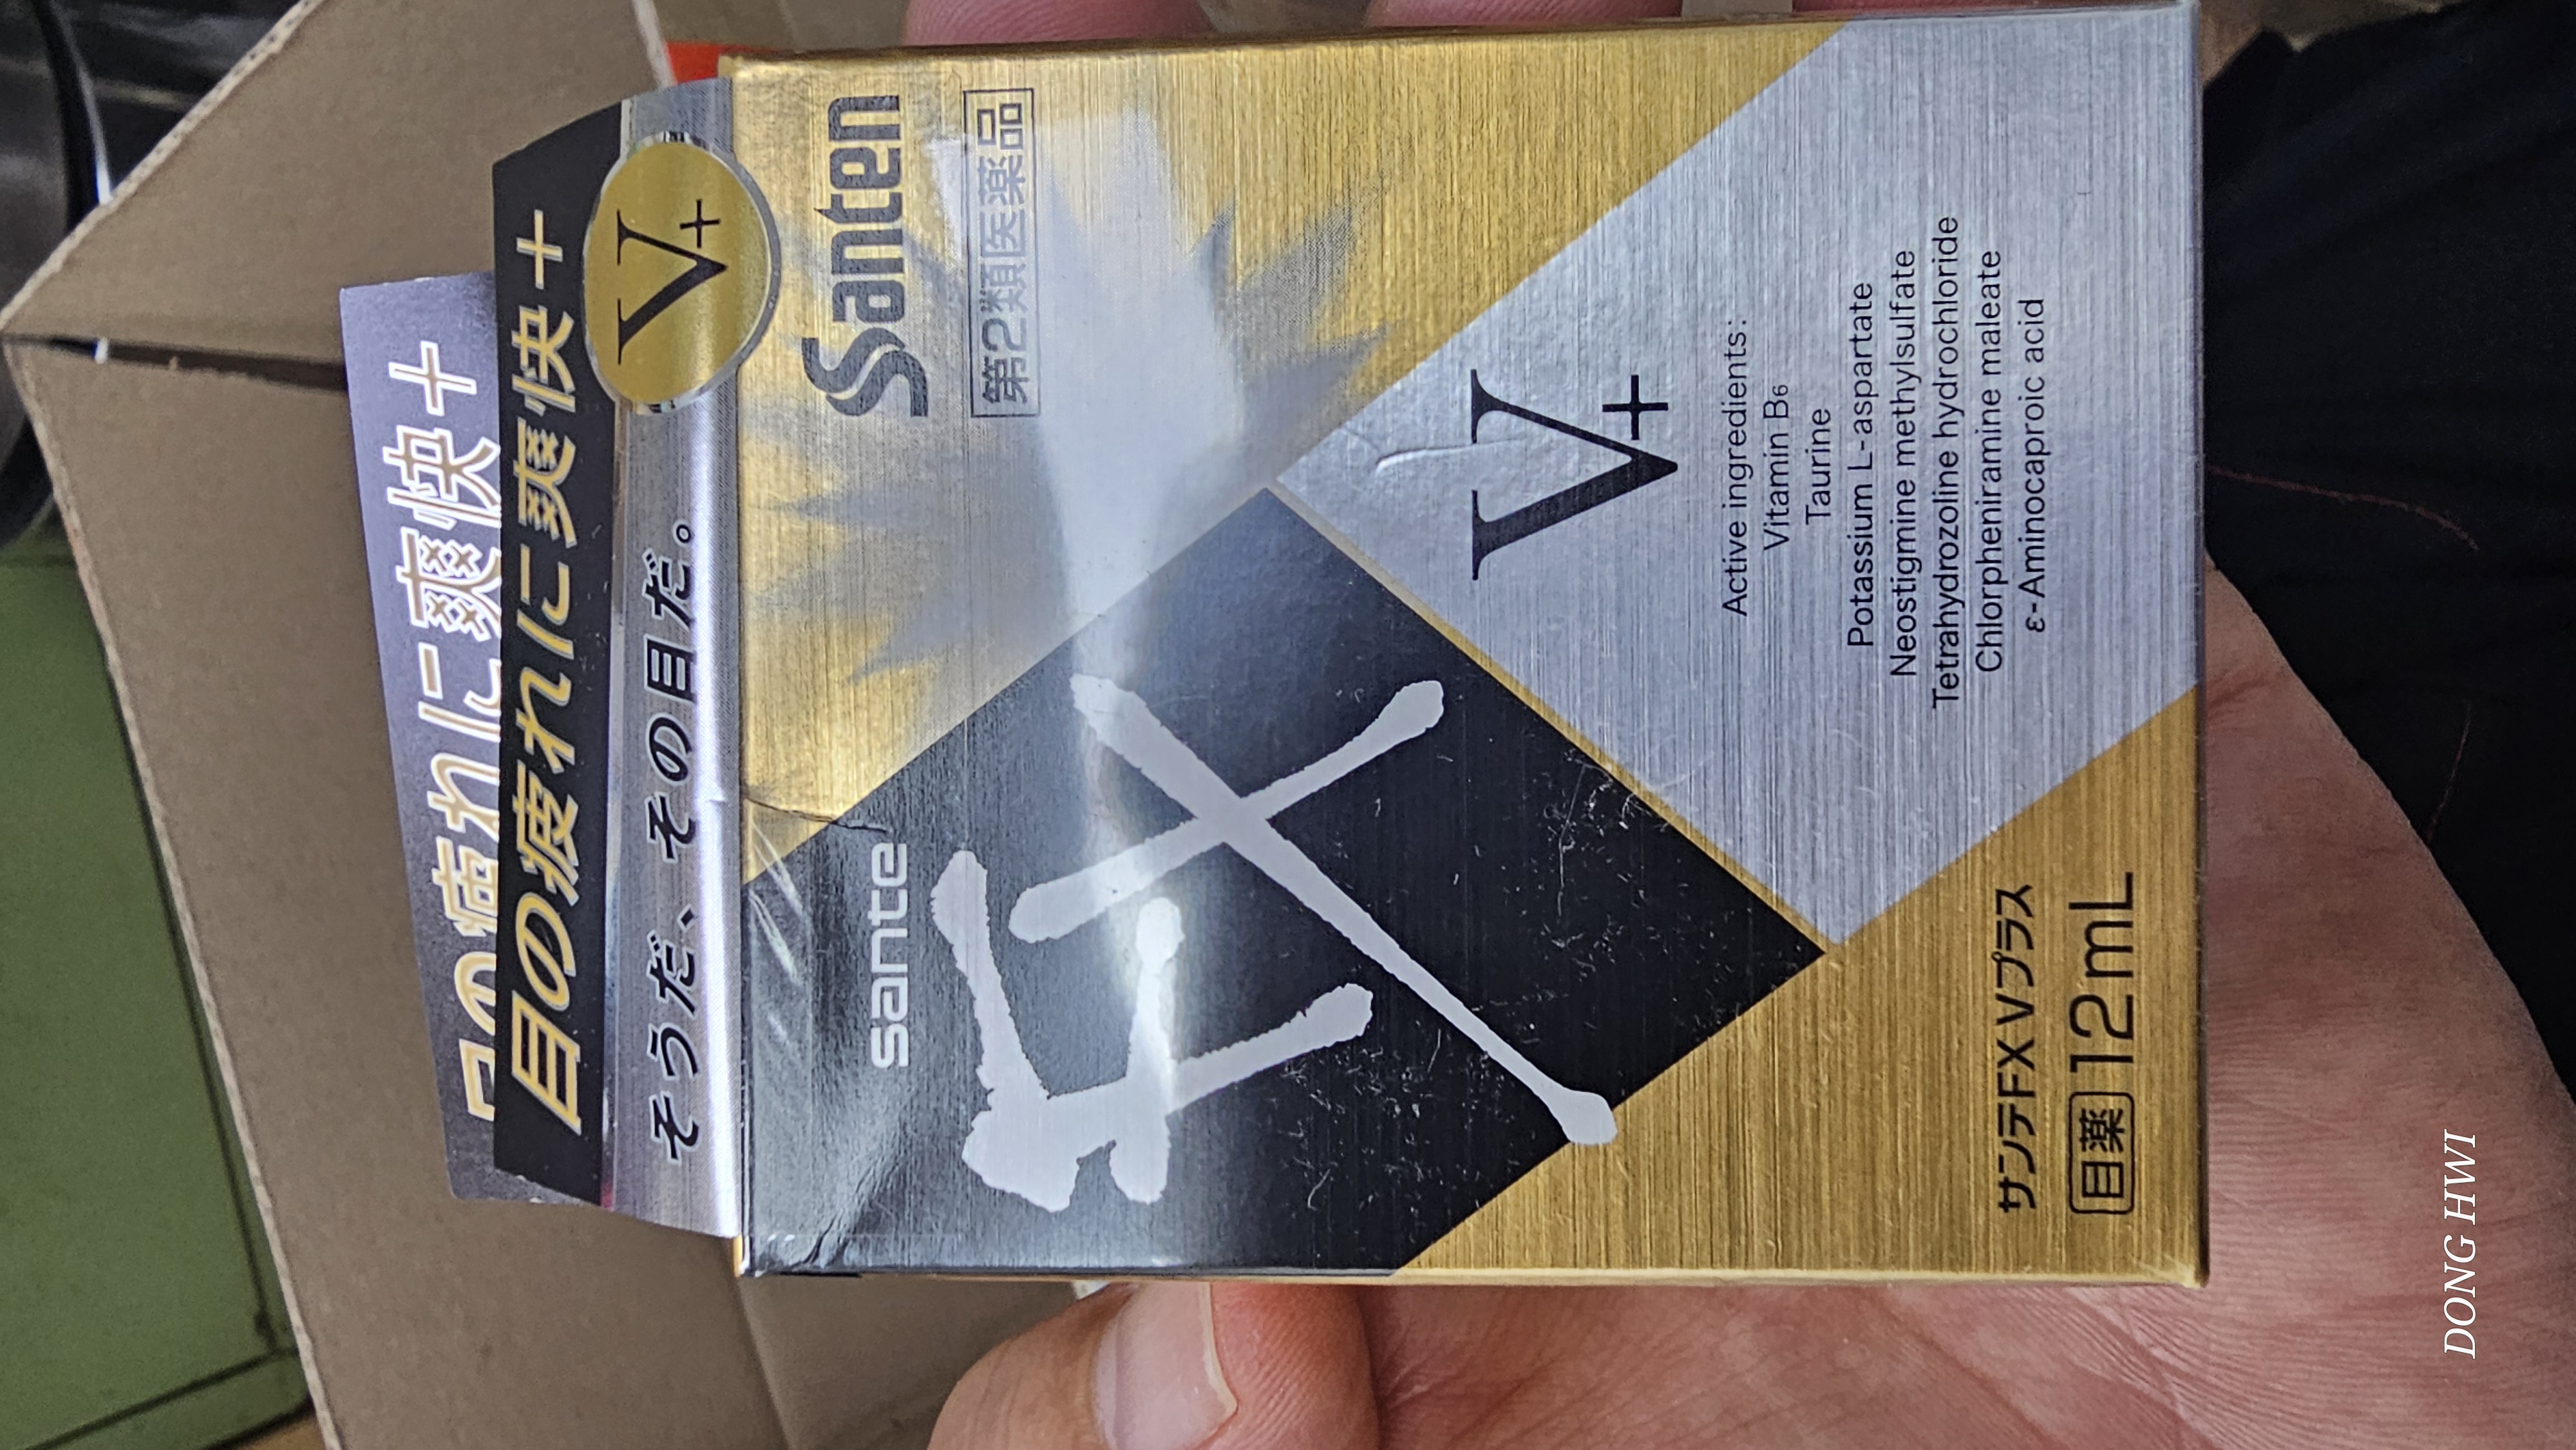 目の疲れに爽快+
目の疲れに爽快+
V+
そうだ、その目だ。
Santen
第2類医薬品
sante
FX
V+
Active ingredients:
Vitamin B₆
Taurine
Potassium L-aspartate
Neostigmine methylsulfate
Tetrahydrozoline hydrochloride
Chlorpheniramine maleate
ε-Aminocaproic acid
サンテFX Vプラス
目薬 12mL
DONG HWI